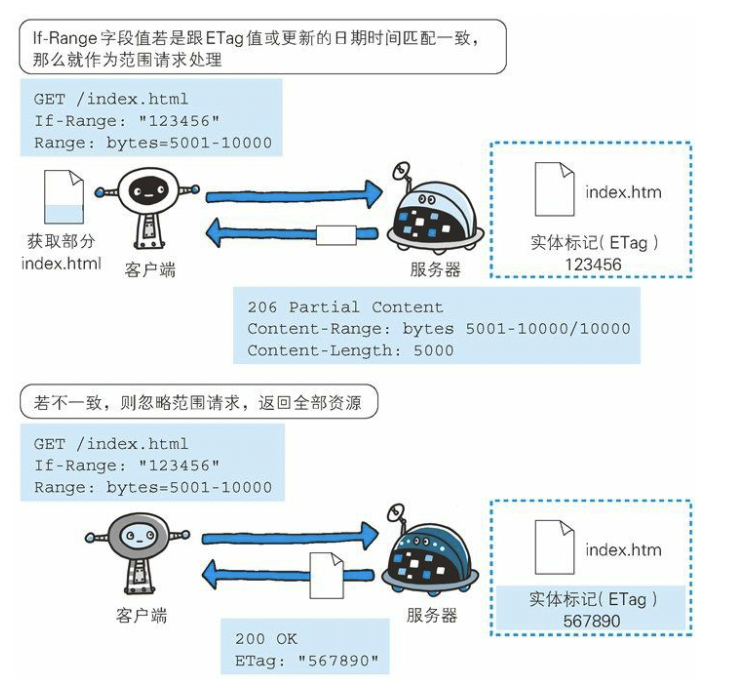 If-Range字段值若是跟ETag值或更新的日期时间匹配一致，
那么就作为范围请求处理
GET /index.html
If-Range: "123456"
Range: bytes=5001-10000
获取部分
index.html
客户端
服务器
index.htm
实体标记（ETag）
123456
206 Partial Content
Content-Range: bytes 5001-10000/10000
Content-Length: 5000
若不一致，则忽略范围请求，返回全部资源
GET /index.html
If-Range: "123456"
Range: bytes=5001-10000
客户端
服务器
index.htm
实体标记（ETag）
567890
200 OK
ETag: "567890"